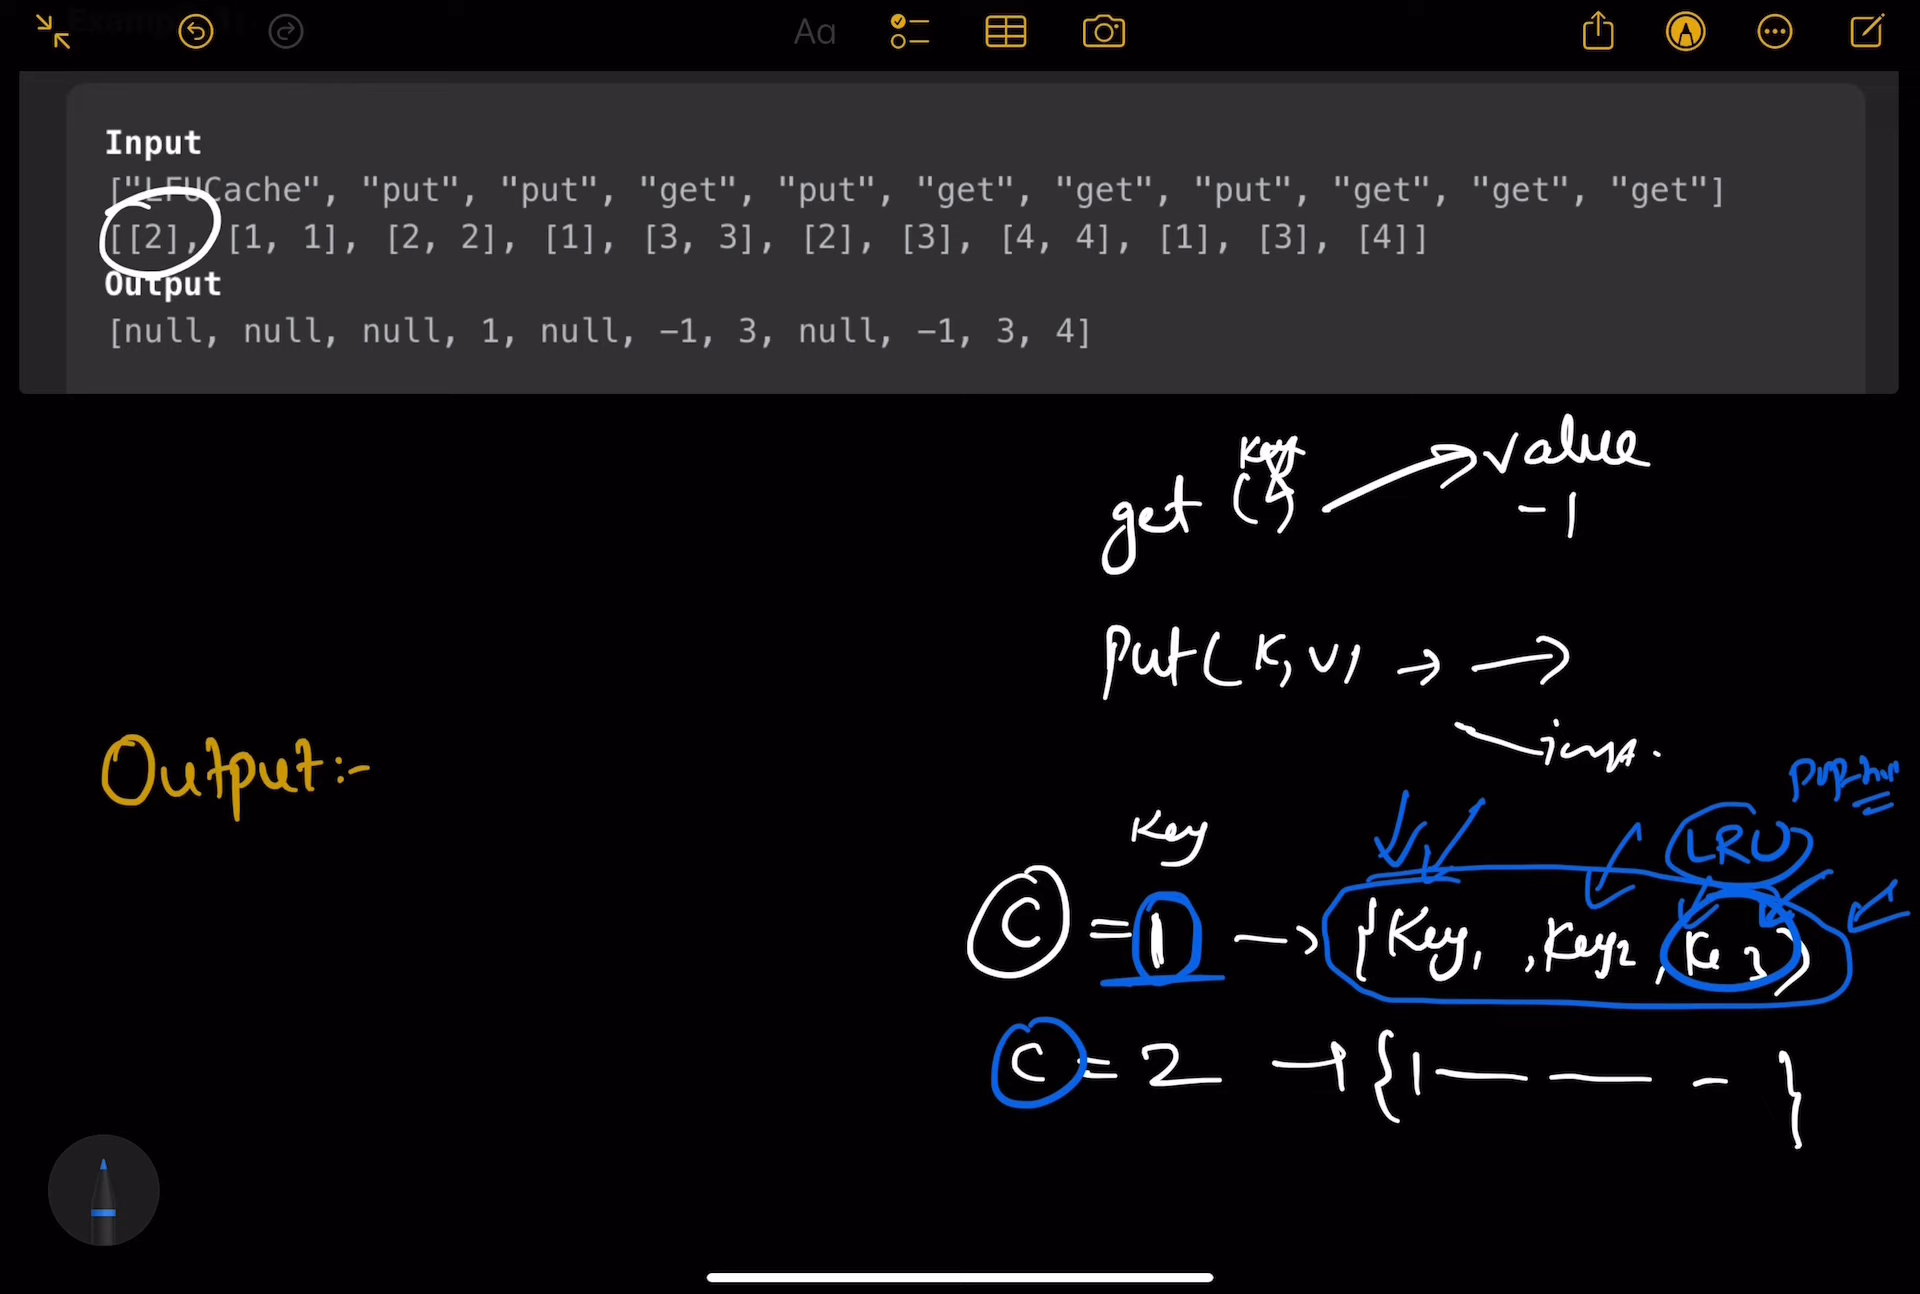 Aa
Input
["LFUCache", "put", "put", "get", "put", "get", "get", "put", "get", "get", "get"]
[[2], [1, 1], [2, 2], [1], [3, 3], [2], [3], [4, 4], [1], [3], [4]]
Output
[null, null, null, 1, null, −1, 3, null, −1, 3, 4]
key
get ( ) → value
-1
put( K, V) → →
Output :-
Key
LRU
C = 1 → { Key1 , Key2 , Ke 3 }
C = 2 → { 1 — — - }